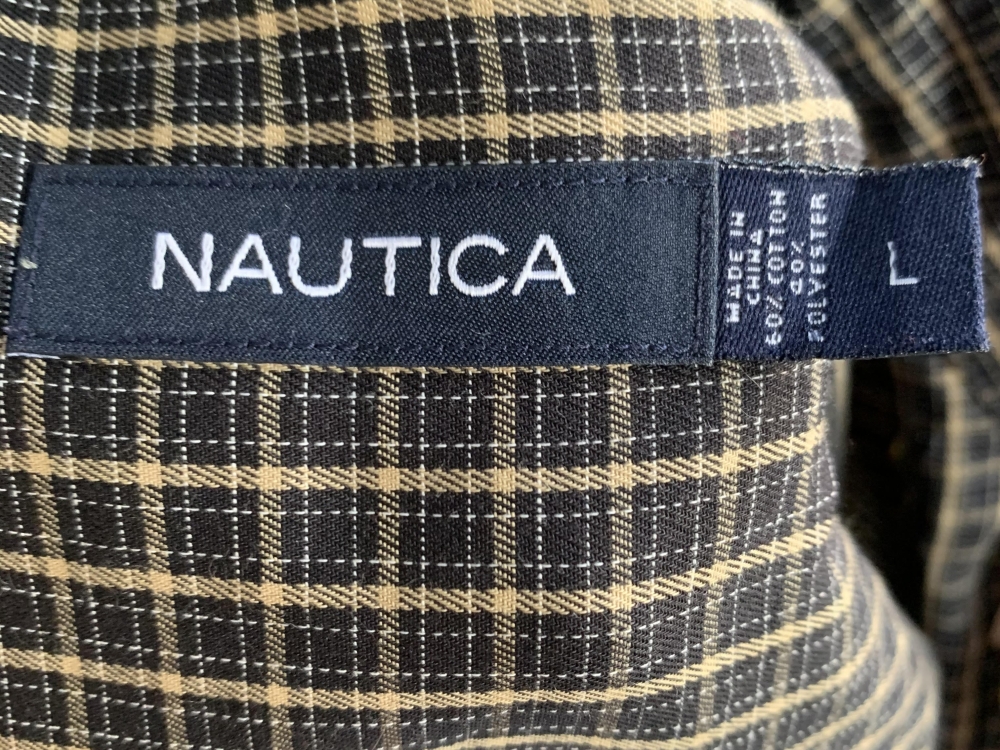 NAUTICA
MADE IN
CHINA
60% COTTON
40%
POLYESTER
L